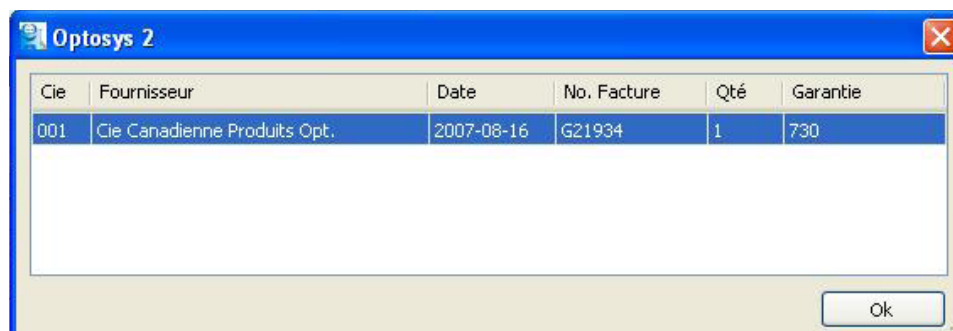 Optosys 2
Cie Fournisseur Date No. Facture Qté Garantie
001 Cie Canadienne Produits Opt. 2007-08-16 G21934 1 730
Ok